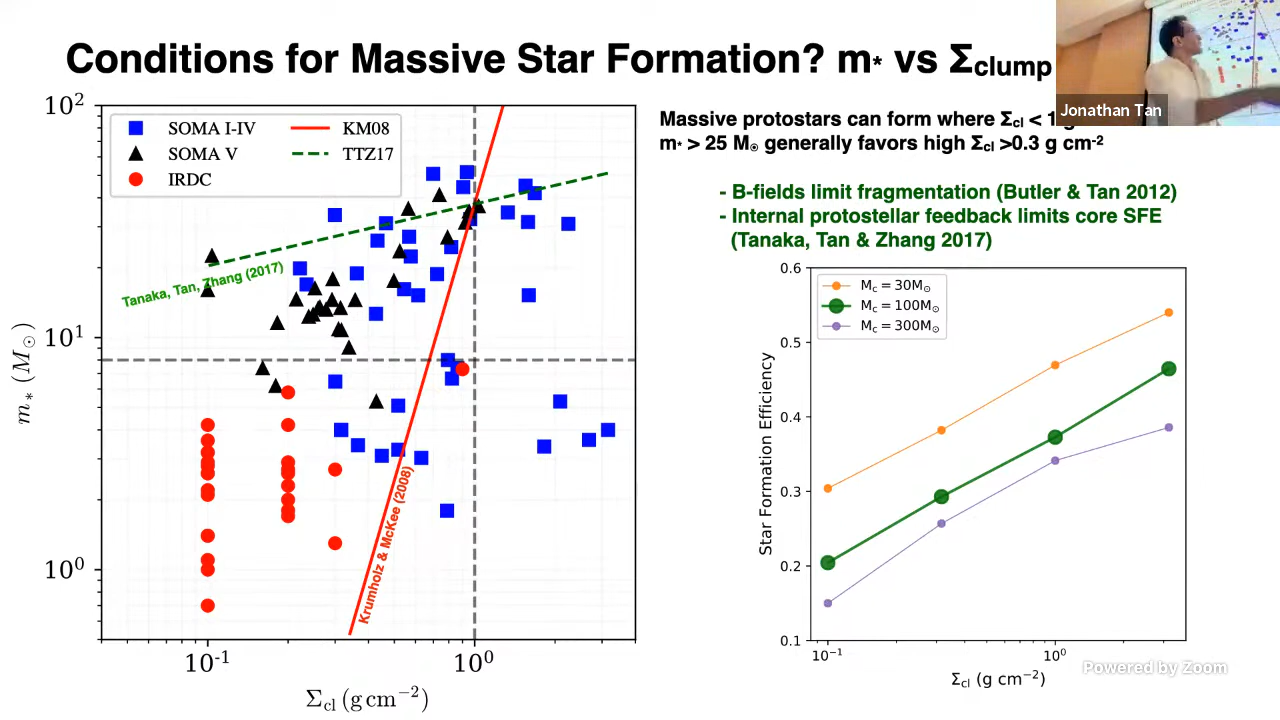 Conditions for Massive Star Formation? m* vs Σclump
Jonathan Tan
10²
10¹
10⁰
m* (M⊙)
SOMA I-IV
SOMA V
IRDC
KM08
TTZ17
Tanaka, Tan, Zhang (2017)
Krumholz & McKee (2008)
10⁻¹
10⁰
Σcl (g cm⁻²)
Massive protostars can form where Σcl < 1
m* > 25 M⊙ generally favors high Σcl >0.3 g cm⁻²
- B-fields limit fragmentation (Butler & Tan 2012)
- Internal protostellar feedback limits core SFE
(Tanaka, Tan & Zhang 2017)
0.6
0.5
0.4
0.3
0.2
0.1
Star Formation Efficiency
Mc = 30M⊙
Mc = 100M⊙
Mc = 300M⊙
10⁻¹
10⁰
Σcl (g cm⁻²)
Powered by Zoom